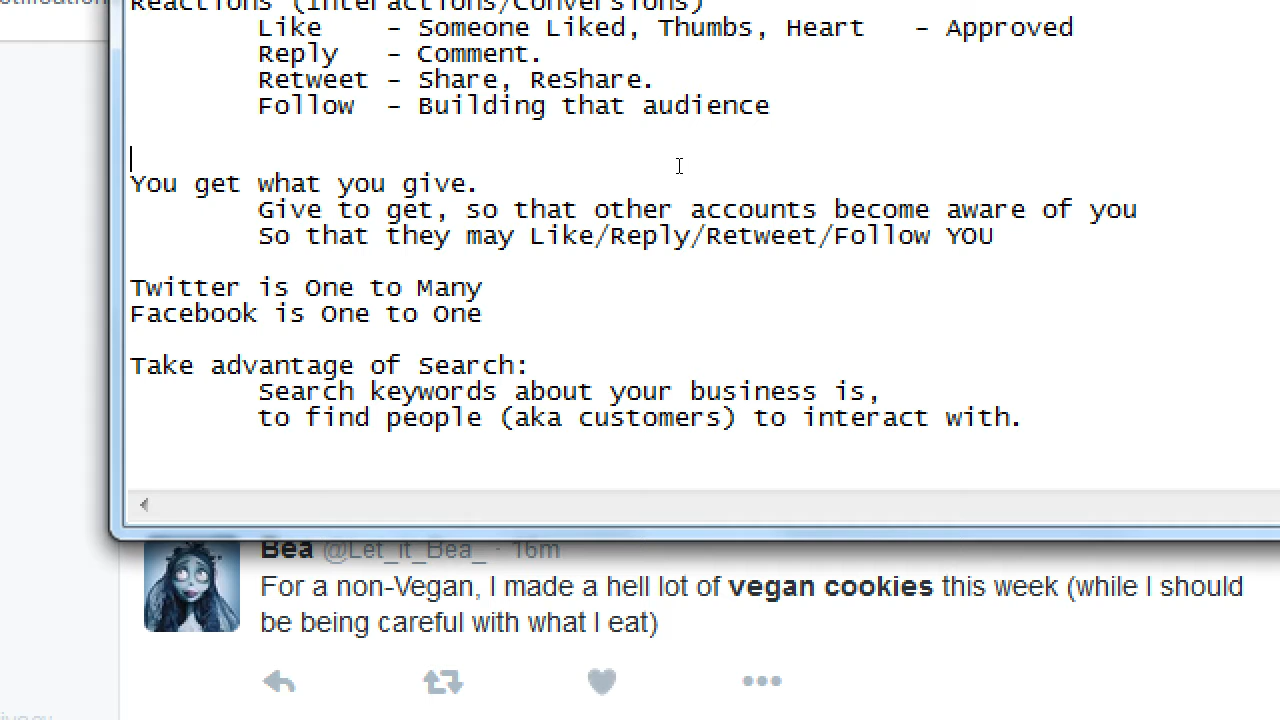 Reactions (Interactions/Conversions)
Like – Someone Liked, Thumbs, Heart – Approved
Reply – Comment.
Retweet – Share, ReShare.
Follow – Building that audience
You get what you give.
Give to get, so that other accounts become aware of you
So that they may Like/Reply/Retweet/Follow YOU
Twitter is One to Many
Facebook is One to One
Take advantage of Search:
Search keywords about your business is,
to find people (aka customers) to interact with.
Bea @Let_it_Bea_ · 16m
For a non-Vegan, I made a hell lot of vegan cookies this week (while I should
be being careful with what I eat)